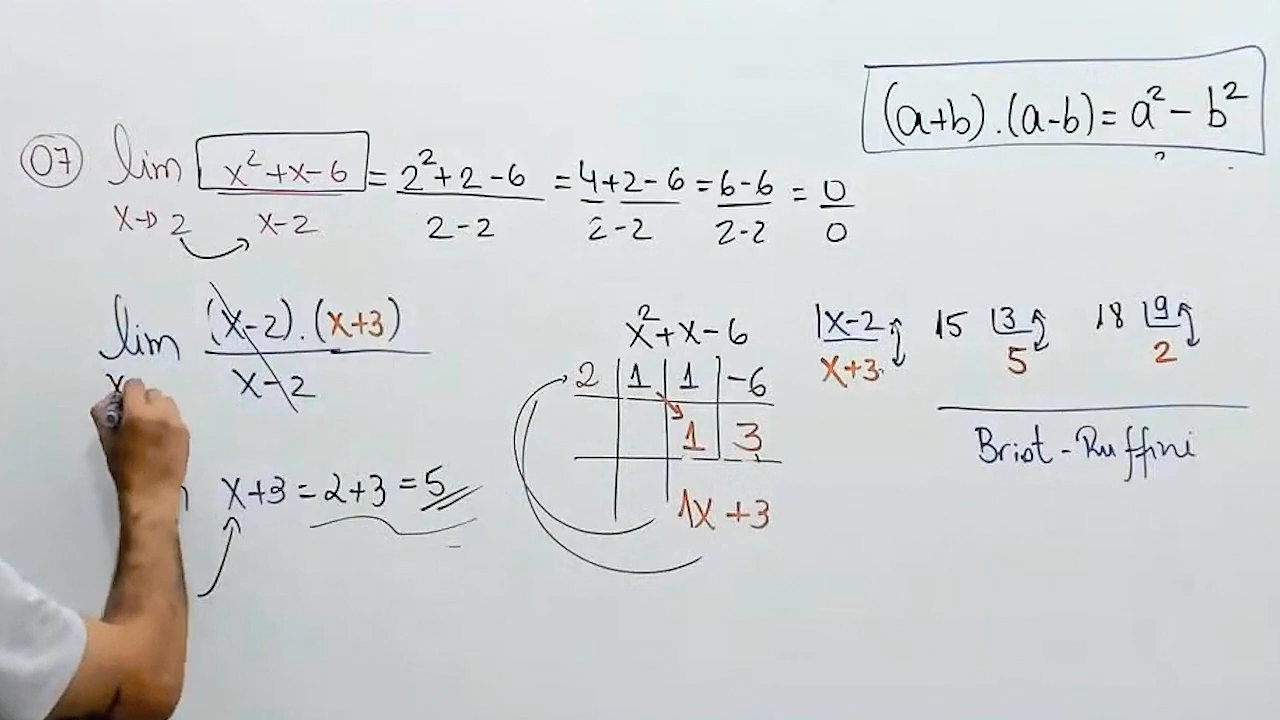 (a+b).(a-b)=a²-b²
07 lim x²+x-6 = 2²+2-6 = 4+2-6 = 6-6 = 0
x→2 x-2 2-2 2-2 2-2 0
lim (x-2).(x+3)
x x-2
x+3=2+3=5
x²+x-6
2 1 1 -6
1 3
1x+3
x-2 15 3 18 9
x+3 5 2
Briot-Ruffini